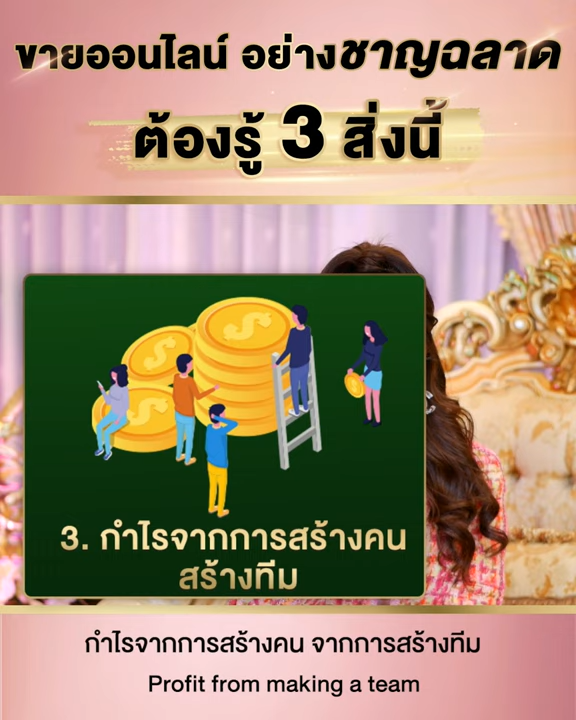 ขายออนไลน์ อย่างชาญฉลาด
ต้องรู้ 3 สิ่งนี้
3. กำไรจากการสร้างคน
สร้างทีม
กำไรจากการสร้างคน จากการสร้างทีม
Profit from making a team